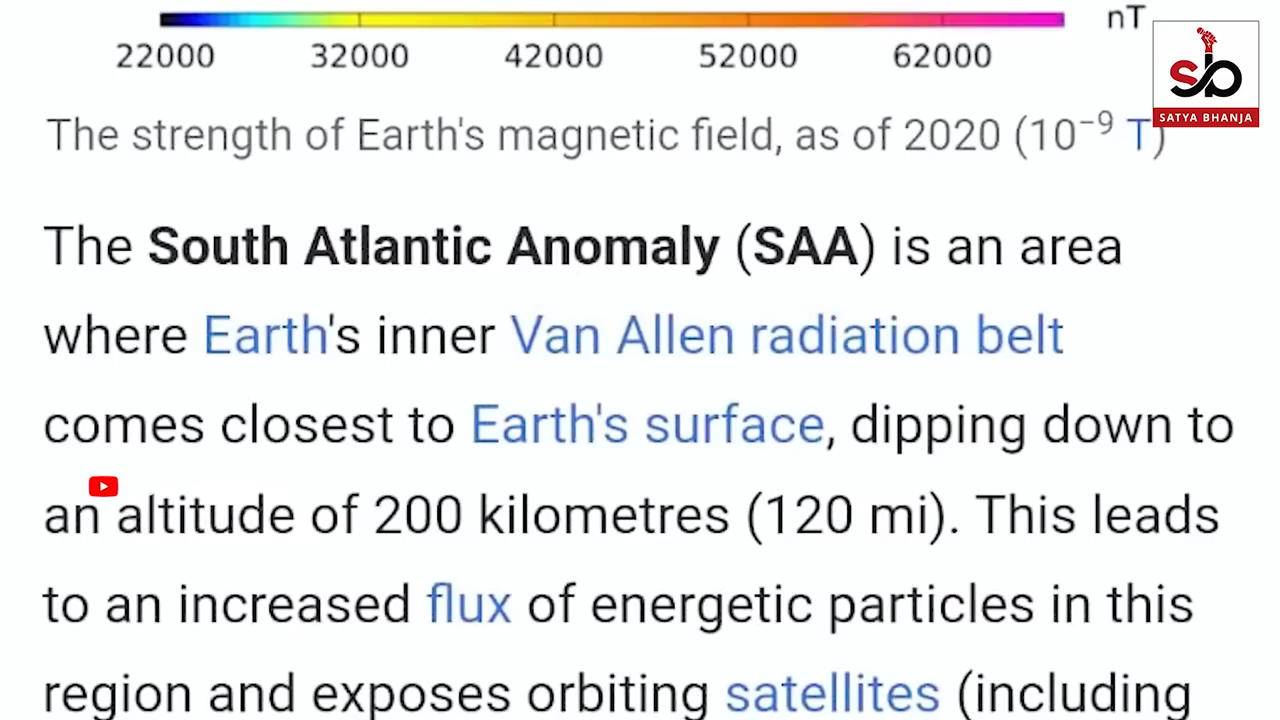 nT
22000 32000 42000 52000 62000
sb
SATYA BHANJA
The strength of Earth's magnetic field, as of 2020 (10⁻⁹ T)
The South Atlantic Anomaly (SAA) is an area
where Earth's inner Van Allen radiation belt
comes closest to Earth's surface, dipping down to
an altitude of 200 kilometres (120 mi). This leads
to an increased flux of energetic particles in this
region and exposes orbiting satellites (including